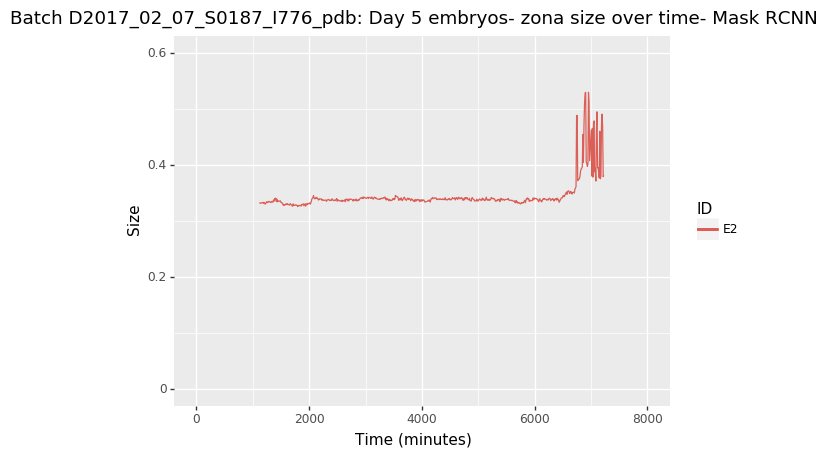 Batch D2017_02_07_S0187_I776_pdb: Day 5 embryos- zona size over time- Mask RCNN
0.6
0.4
0.2
0
Size
0 2000 4000 6000 8000
Time (minutes)
ID
E2